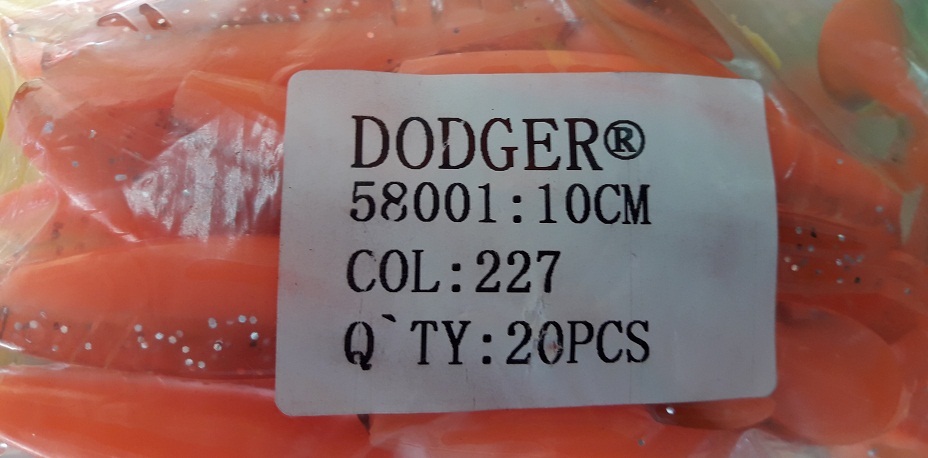 DODGER®
58001:10CM
COL:227
Q`TY:20PCS